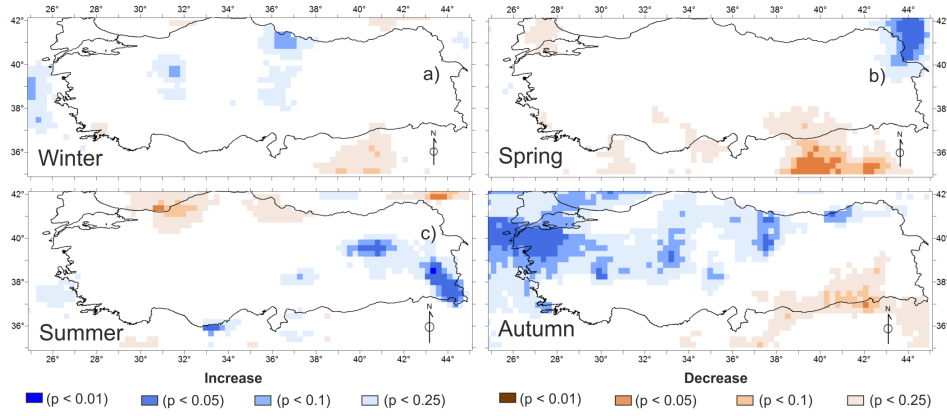 26° 28° 30° 32° 34° 36° 38° 40° 42° 44° 26° 28° 30° 32° 34° 36° 38° 40° 42° 44°
42° 42°
40° a) b) 40°
38° 38°
N N
36° Winter Spring 36°
42° 42°
40° c) 40°
38° 38°
N N
36° Summer Autumn 36°
26° 28° 30° 32° 34° 36° 38° 40° 42° 44° 26° 28° 30° 32° 34° 36° 38° 40° 42° 44°
Increase Decrease
(p < 0.01) (p < 0.05) (p < 0.1) (p < 0.25) (p < 0.01) (p < 0.05) (p < 0.1) (p < 0.25)